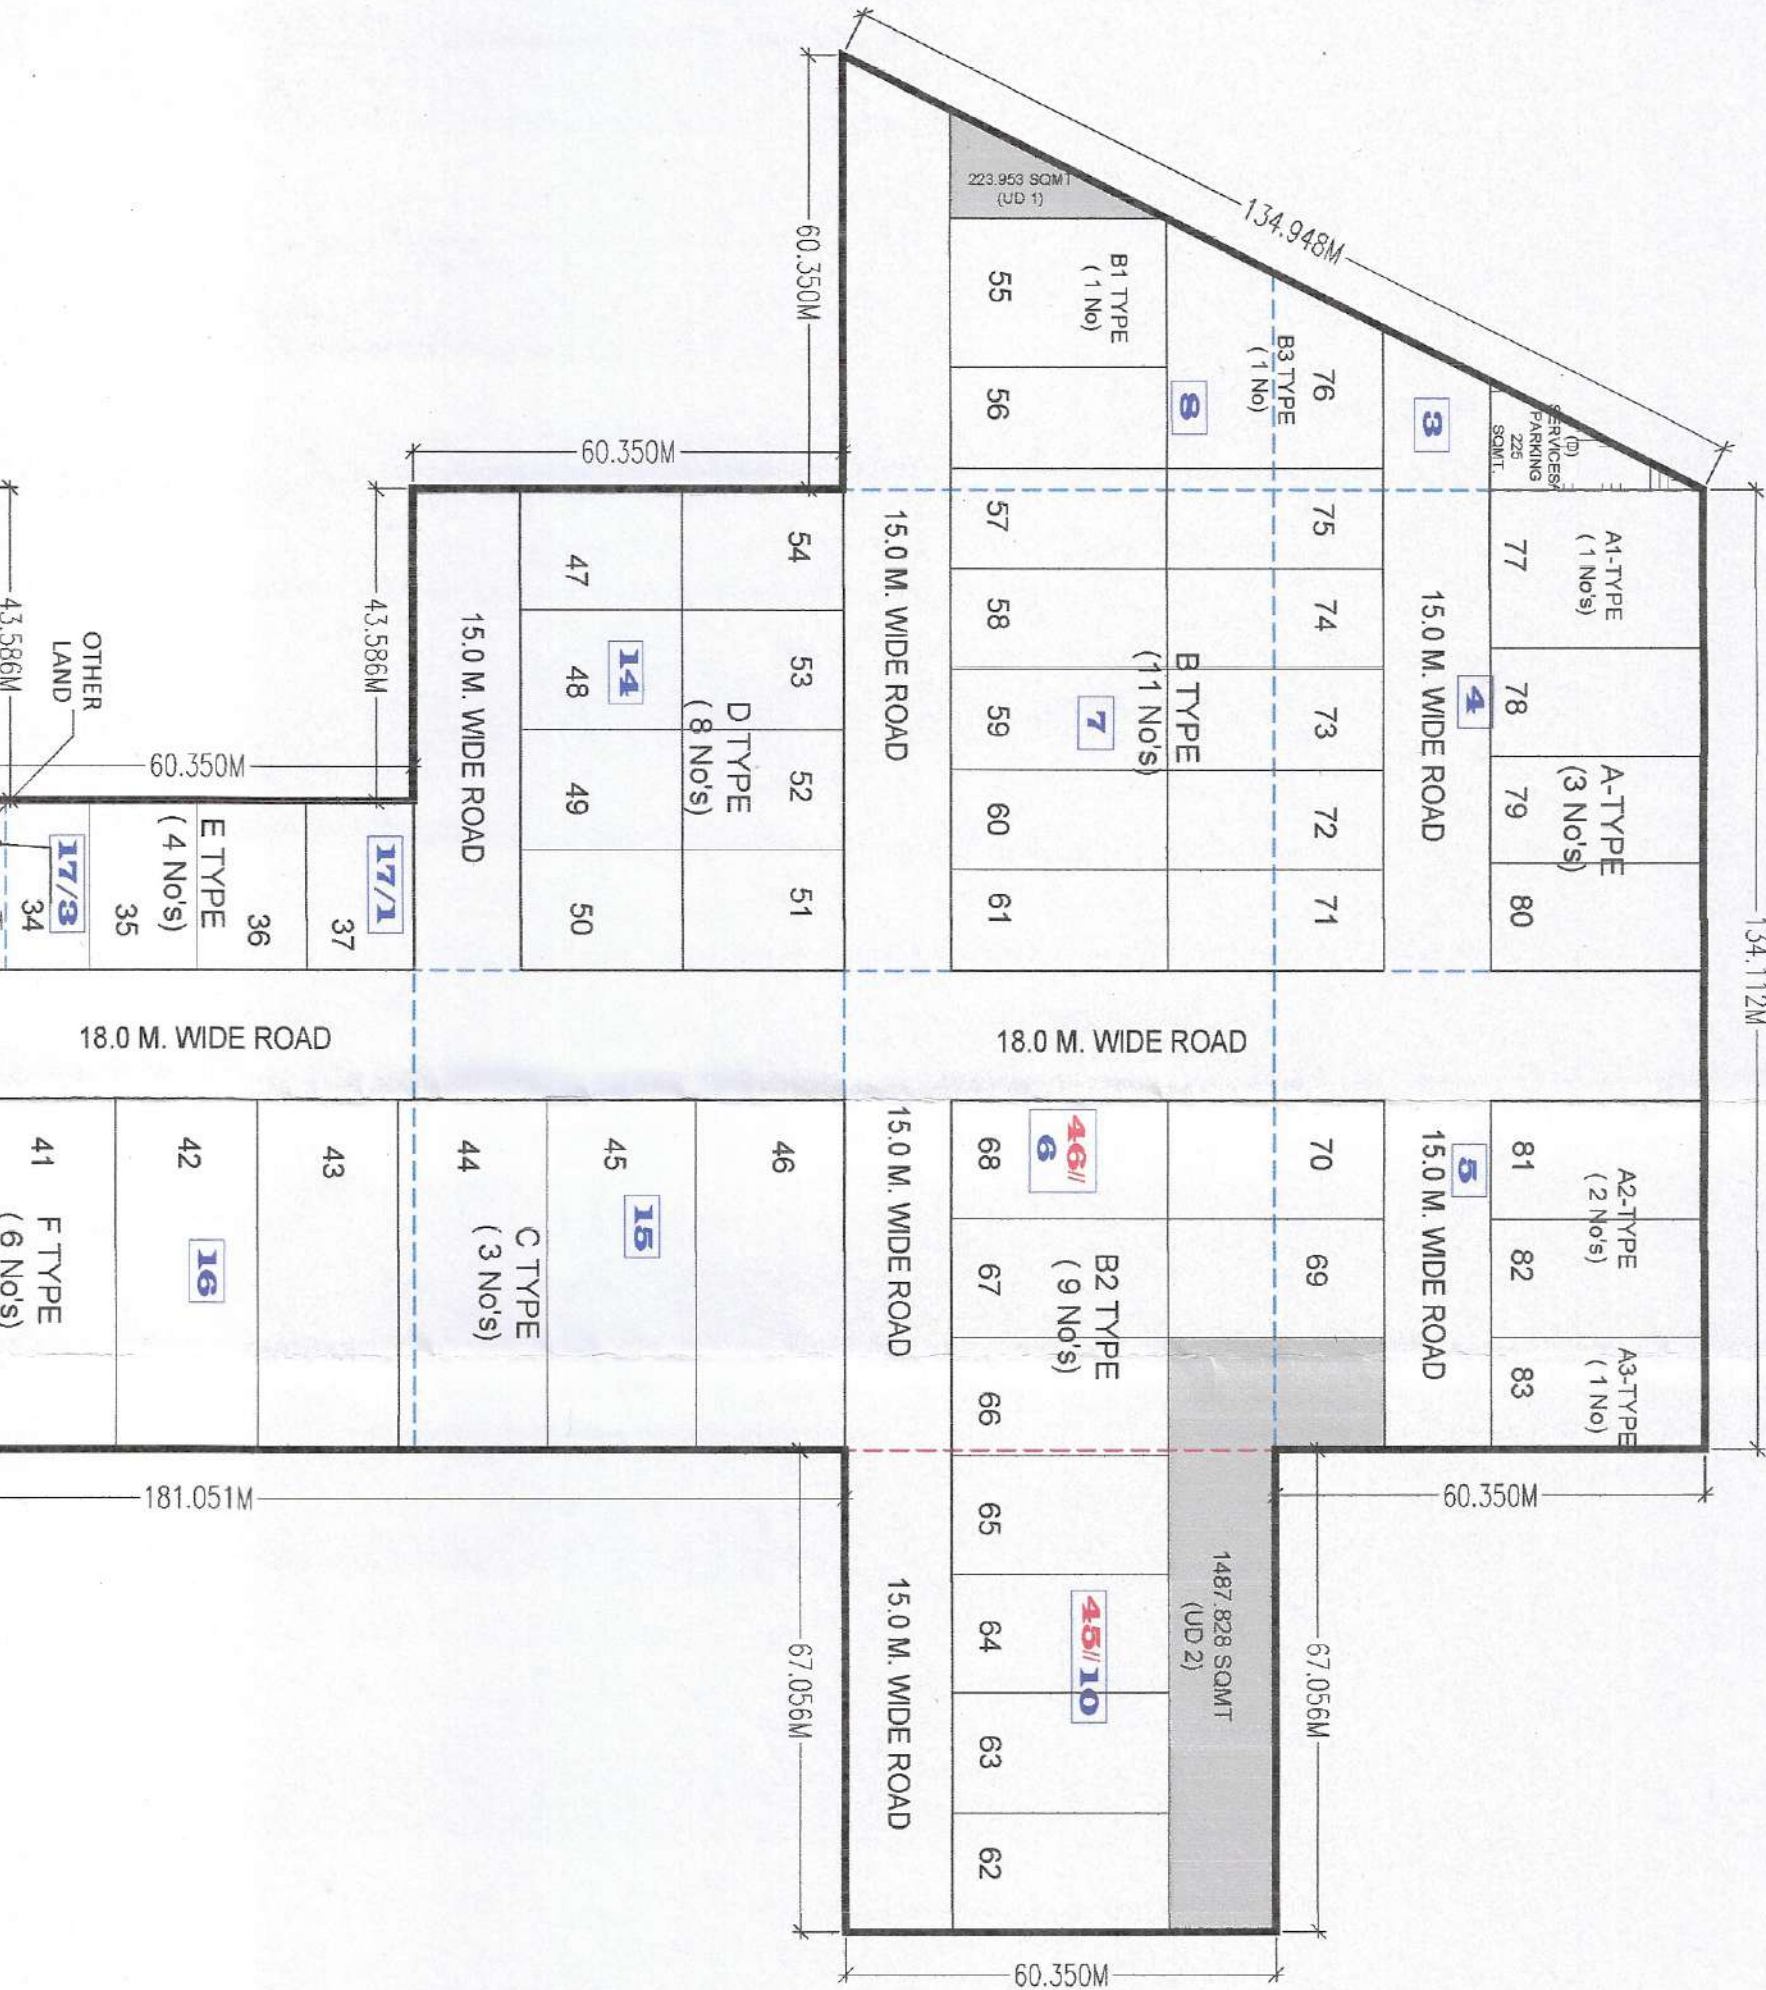 134.948M
60.350M
223.953 SQMT
(UD 1)
55
B1 TYPE
( 1 No)
56
8
B3 TYPE
( 1 No)
76
3
(D)
SERVICES/
PARKING
225
SQMT.
134.112M
60.350M
54
47
57
75
A1-TYPE
( 1 No's)
77
15.0 M. WIDE ROAD
58
74
15.0 M. WIDE ROAD
43.586M
43.586M
OTHER
LAND
15.0 M. WIDE ROAD
14
48
53
B TYPE
(11 No's)
7
59
73
4
78
D TYPE
( 8 No's)
49
52
60
72
79
A-TYPE
(3 No's)
60.350M
17/3
34
35
E TYPE
( 4 No's)
36
37
17/1
50
51
61
71
80
18.0 M. WIDE ROAD
18.0 M. WIDE ROAD
41
42
43
44
45
46
15.0 M. WIDE ROAD
68
46//
6
70
15.0 M. WIDE ROAD
5
81
A2-TYPE
( 2 No's)
F TYPE
( 6 No's)
16
C TYPE
( 3 No's)
15
67
B2 TYPE
( 9 No's)
69
82
66
83
A3-TYPE
( 1 No)
181.051M
60.350M
65
67.056M
15.0 M. WIDE ROAD
64
45//10
1487.828 SQMT
(UD 2)
67.056M
63
62
60.350M